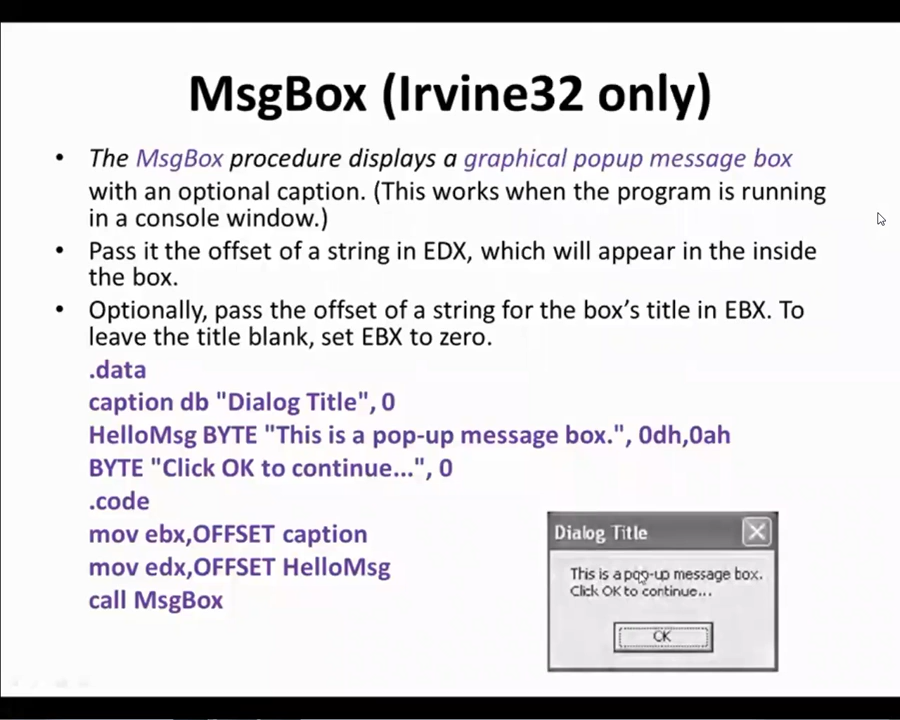 MsgBox (Irvine32 only)
• The MsgBox procedure displays a graphical popup message box
with an optional caption. (This works when the program is running
in a console window.)
• Pass it the offset of a string in EDX, which will appear in the inside
the box.
• Optionally, pass the offset of a string for the box's title in EBX. To
leave the title blank, set EBX to zero.
.data
caption db "Dialog Title", 0
HelloMsg BYTE "This is a pop-up message box.", 0dh,0ah
BYTE "Click OK to continue...", 0
.code
mov ebx,OFFSET caption
mov edx,OFFSET HelloMsg
call MsgBox
Dialog Title
This is a pop-up message box.
Click OK to continue...
OK